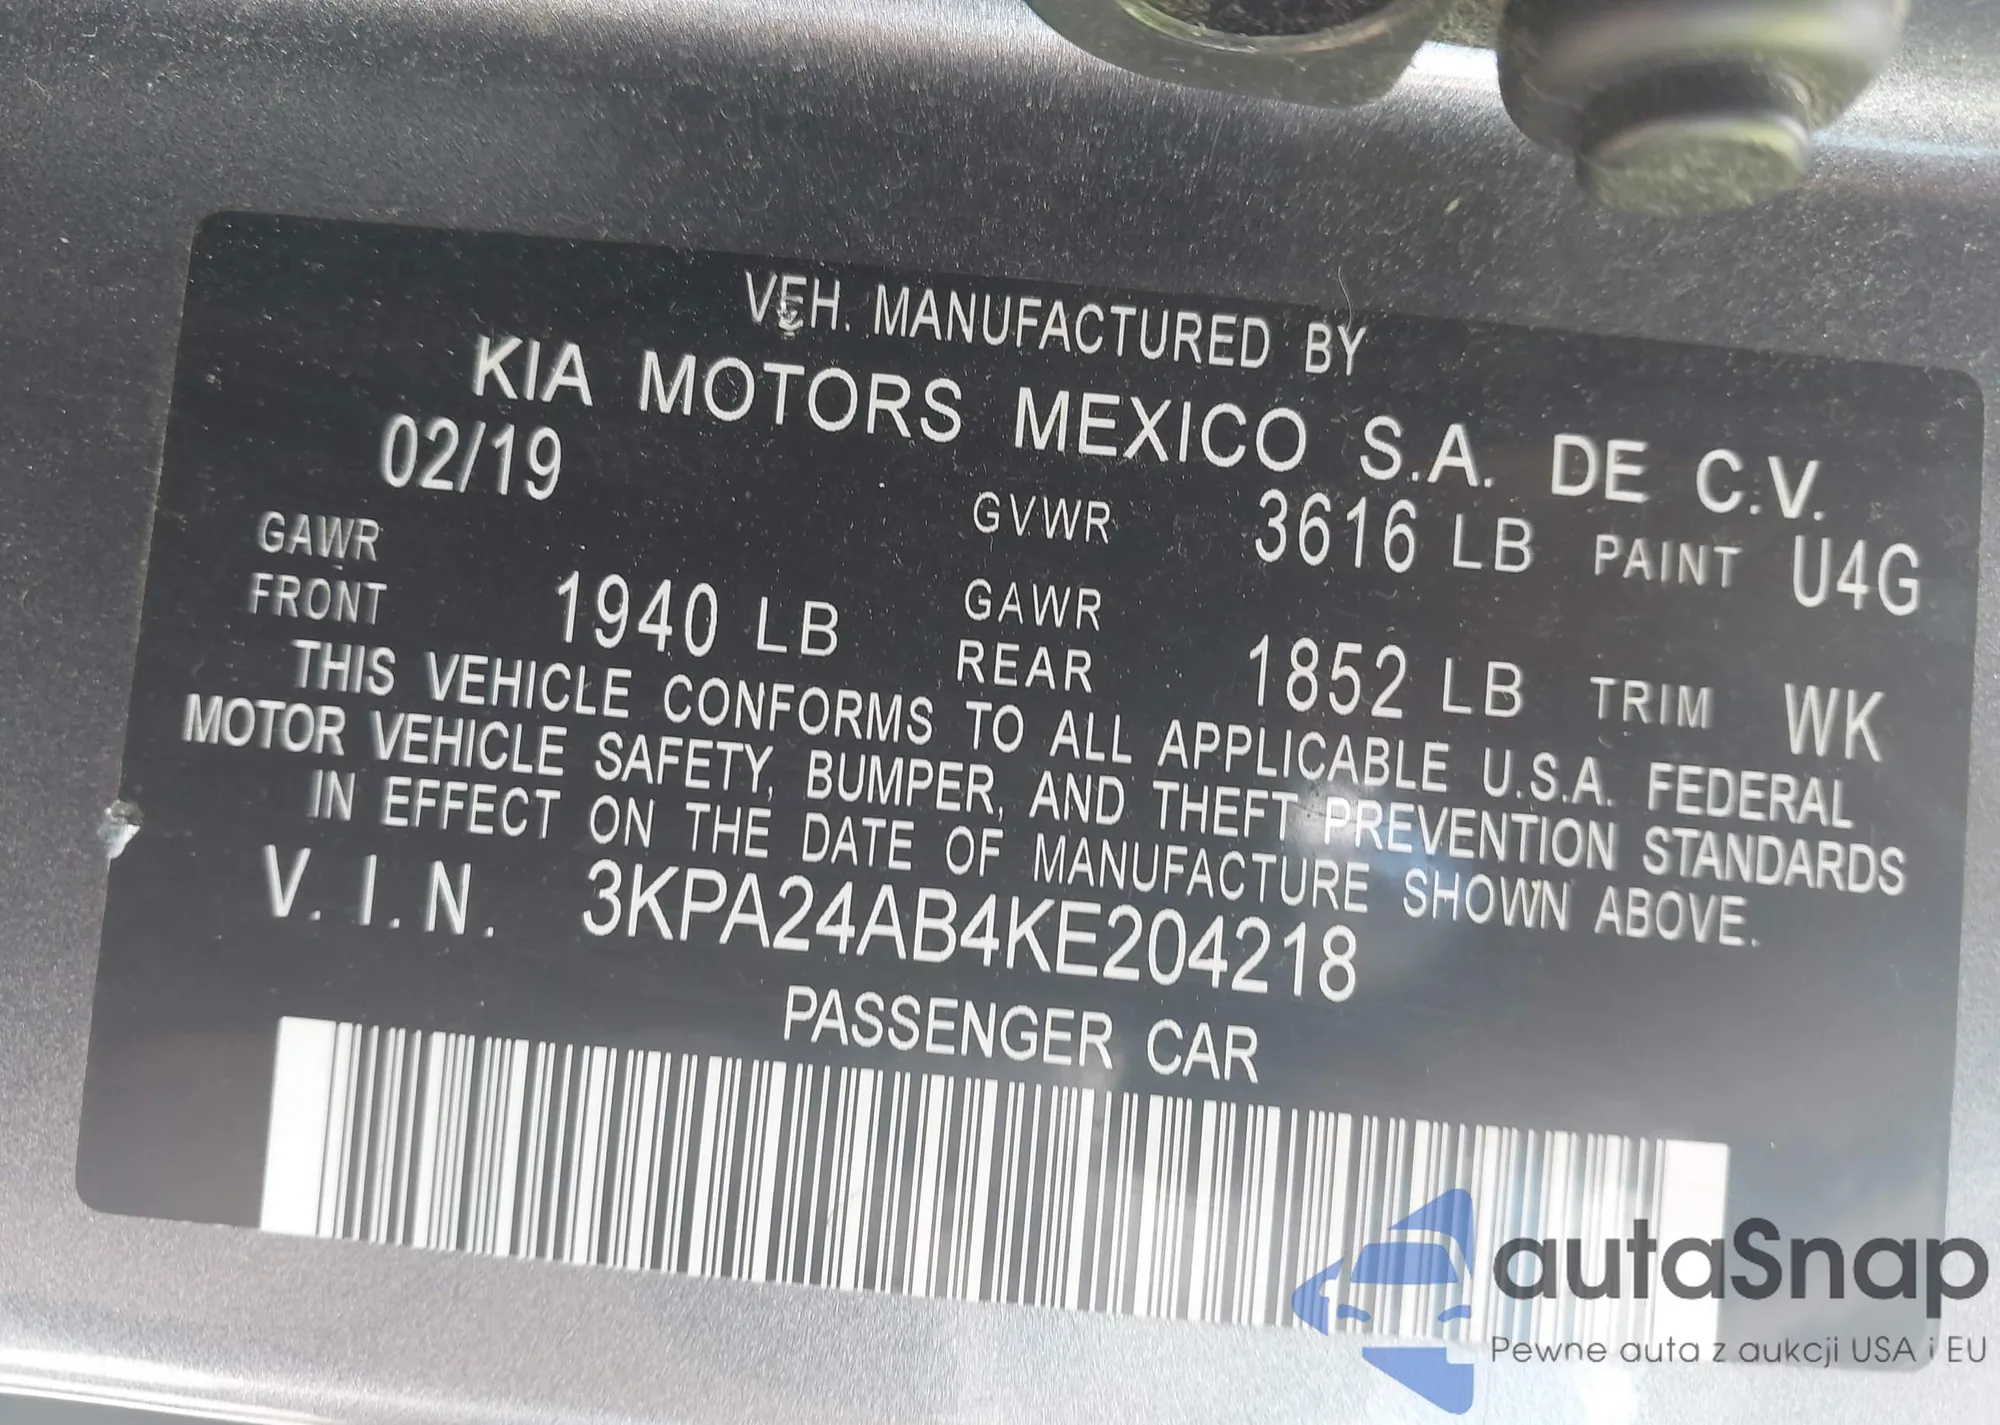 VEH. MANUFACTURED BY
KIA MOTORS MEXICO S.A. DE C.V.
02/19 GVWR 3616 LB PAINT U4G
GAWR FRONT 1940 LB GAWR REAR 1852 LB TRIM WK
THIS VEHICLE CONFORMS TO ALL APPLICABLE U.S.A. FEDERAL
MOTOR VEHICLE SAFETY, BUMPER, AND THEFT PREVENTION STANDARDS
IN EFFECT ON THE DATE OF MANUFACTURE SHOWN ABOVE.
V.I.N. 3KPA24AB4KE204218
PASSENGER CAR
autaSnap
Pewne auta z aukcji USA i EU